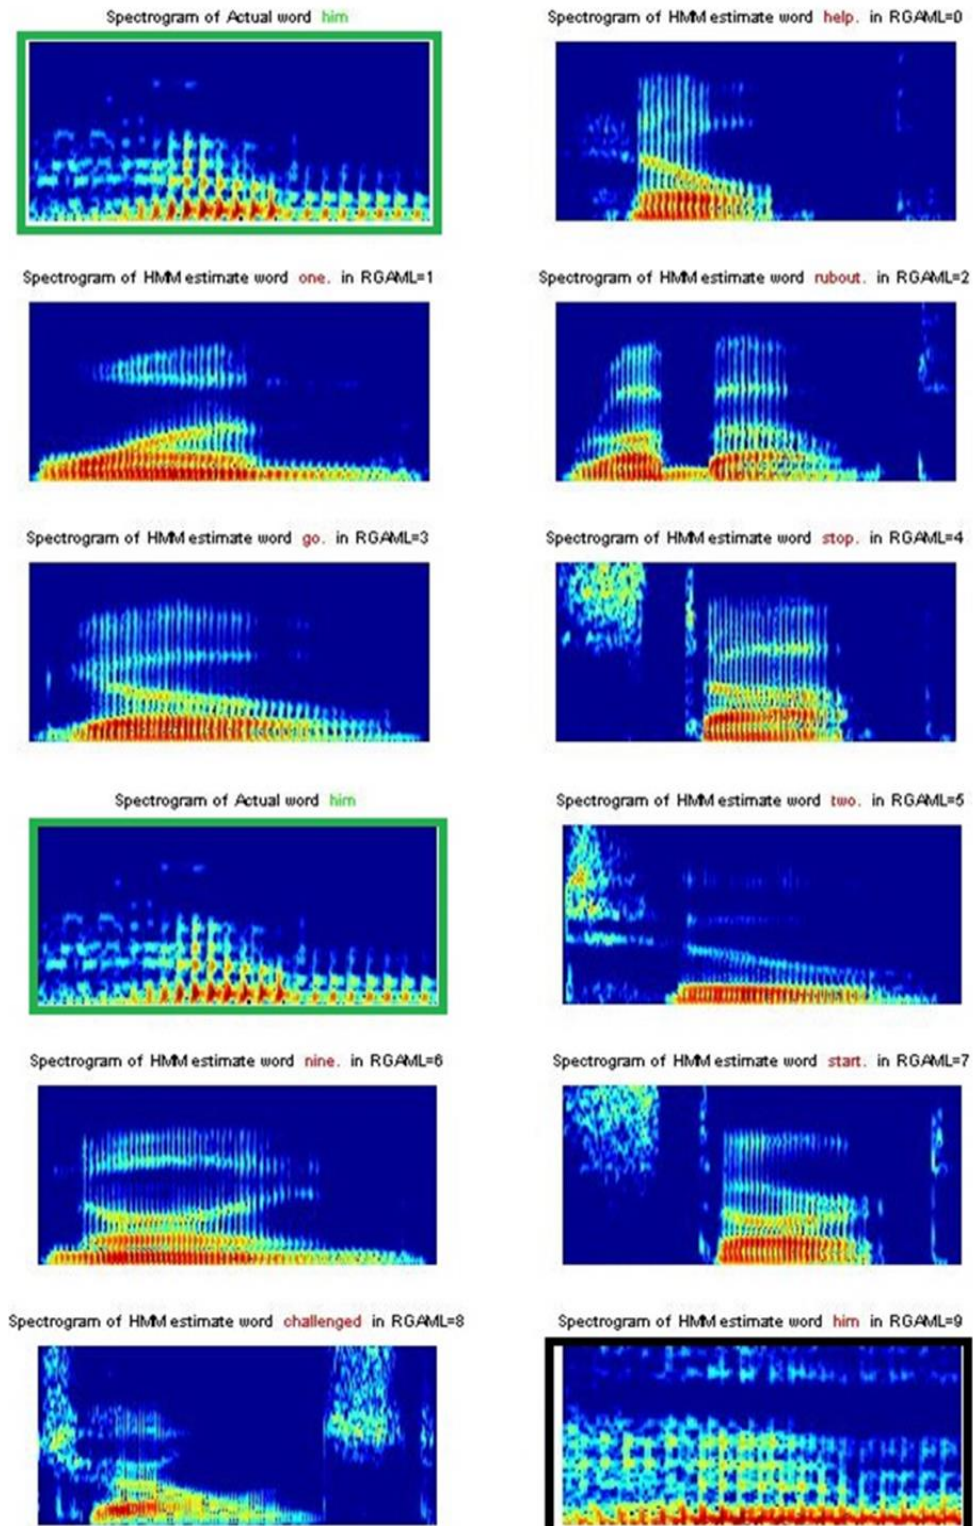 Spectrogram of Actual word him
Spectrogram of HMM estimate word help. in RGAML=0
Spectrogram of HMM estimate word one. in RGAML=1
Spectrogram of HMM estimate word rubout. in RGAML=2
Spectrogram of HMM estimate word go. in RGAML=3
Spectrogram of HMM estimate word stop. in RGAML=4
Spectrogram of Actual word him
Spectrogram of HMM estimate word two. in RGAML=5
Spectrogram of HMM estimate word nine. in RGAML=6
Spectrogram of HMM estimate word start. in RGAML=7
Spectrogram of HMM estimate word challenged in RGAML=8
Spectrogram of HMM estimate word him in RGAML=9